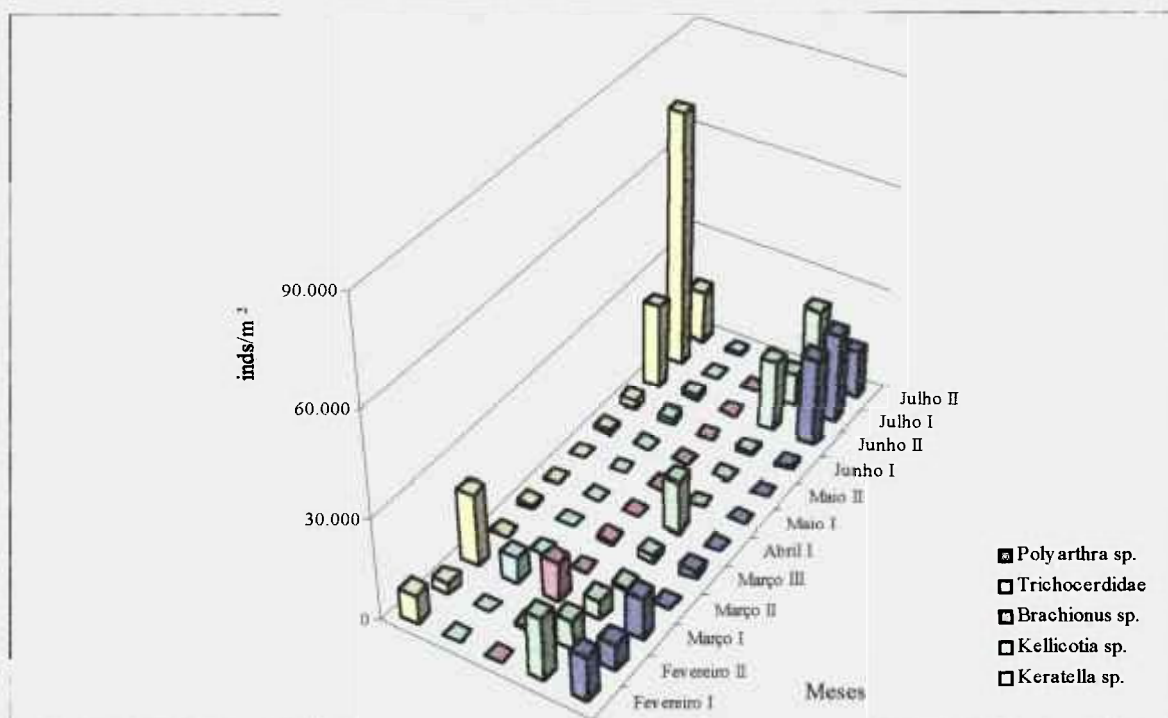 90.000
60.000
30.000
0
inds/m²
Julho II
Julho I
Junho II
Junho I
Maio II
Maio I
Abril I
Março III
Março II
Março I
Fevereiro II
Fevereiro I
Meses
Polyarthra sp.
Trichocerdidae
Brachionus sp.
Kellicotia sp.
Keratella sp.